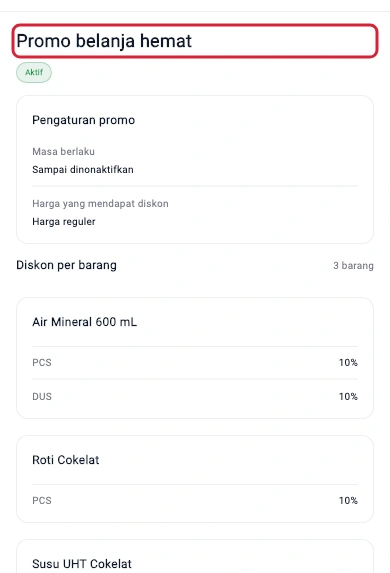 Promo belanja hemat
Aktif
Pengaturan promo
Masa berlaku
Sampai dinonaktifkan
Harga yang mendapat diskon
Harga reguler
Diskon per barang 3 barang
Air Mineral 600 mL
PCS 10%
DUS 10%
Roti Cokelat
PCS 10%
Susu UHT Cokelat